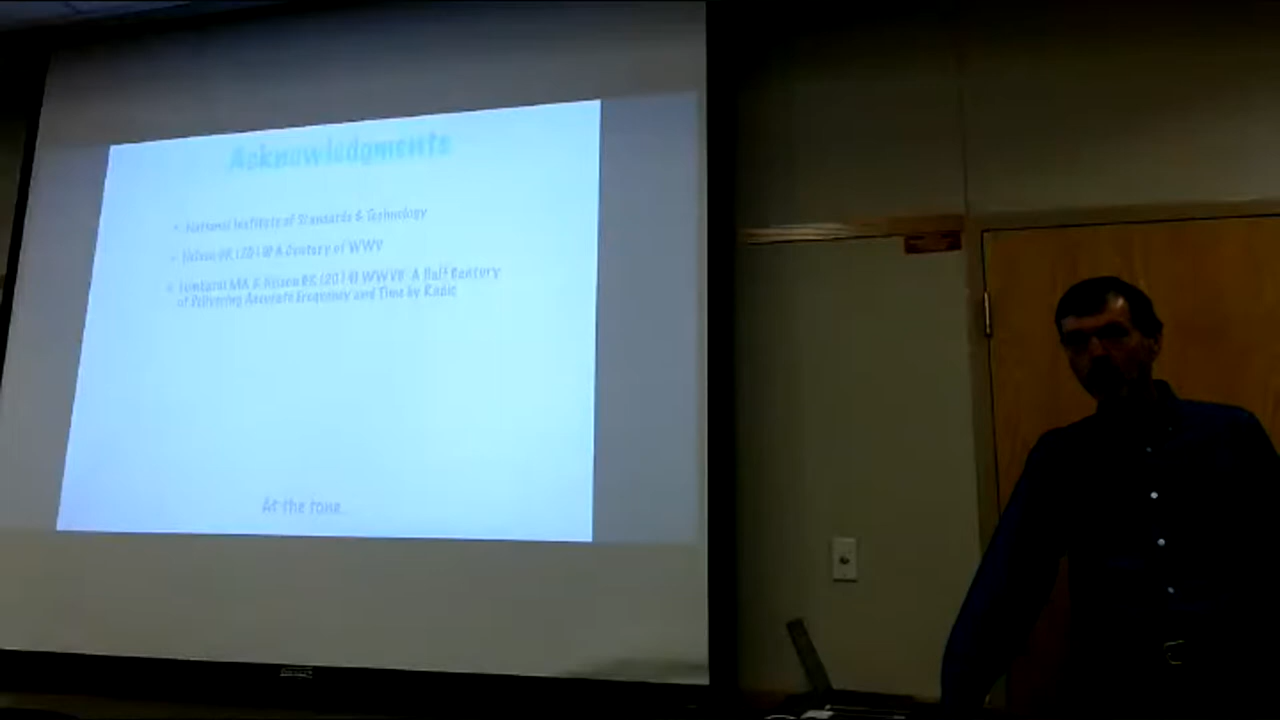 Acknowledgments
• National Institute of Standards & Technology
• Nelson GK (2019) A Century of WWV
• Lombardi MA & Nelson GK (2014) WWVB: A Half Century
of Delivering Accurate Frequency and Time by Radio
At the tone...